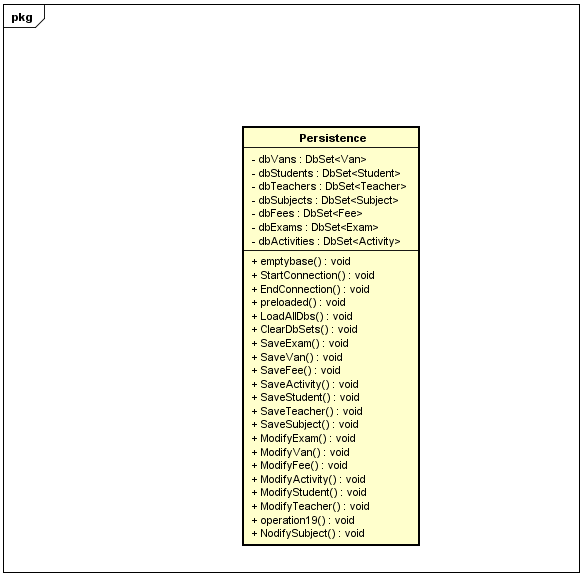 pkg
Persistence
- dbVans : DbSet<Van>
- dbStudents : DbSet<Student>
- dbTeachers : DbSet<Teacher>
- dbSubjects : DbSet<Subject>
- dbFees : DbSet<Fee>
- dbExams : DbSet<Exam>
- dbActivities : DbSet<Activity>
+ emptybase() : void
+ StartConnection() : void
+ EndConnection() : void
+ preloaded() : void
+ LoadAllDbs() : void
+ ClearDbSets() : void
+ SaveExam() : void
+ SaveVan() : void
+ SaveFee() : void
+ SaveActivity() : void
+ SaveStudent() : void
+ SaveTeacher() : void
+ SaveSubject() : void
+ ModifyExam() : void
+ ModifyVan() : void
+ ModifyFee() : void
+ ModifyActivity() : void
+ ModifyStudent() : void
+ ModifyTeacher() : void
+ operation19() : void
+ NodifySubject() : void